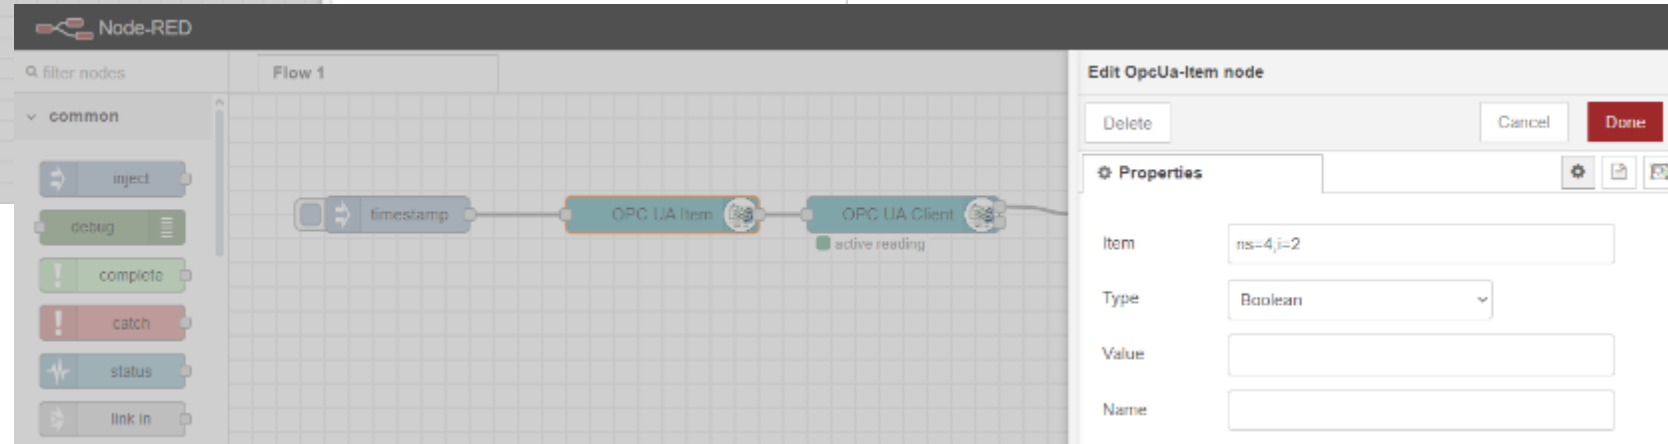 Node-RED
filter nodes
Flow 1
Edit OpcUa-Item node
common
Delete
Cancel
Done
Properties
inject
timestamp
OPC UA Item
OPC UA Client
debug
active reading
Item
ns=4,i=2
complete
Type
Boolean
catch
Value
status
Name
link in